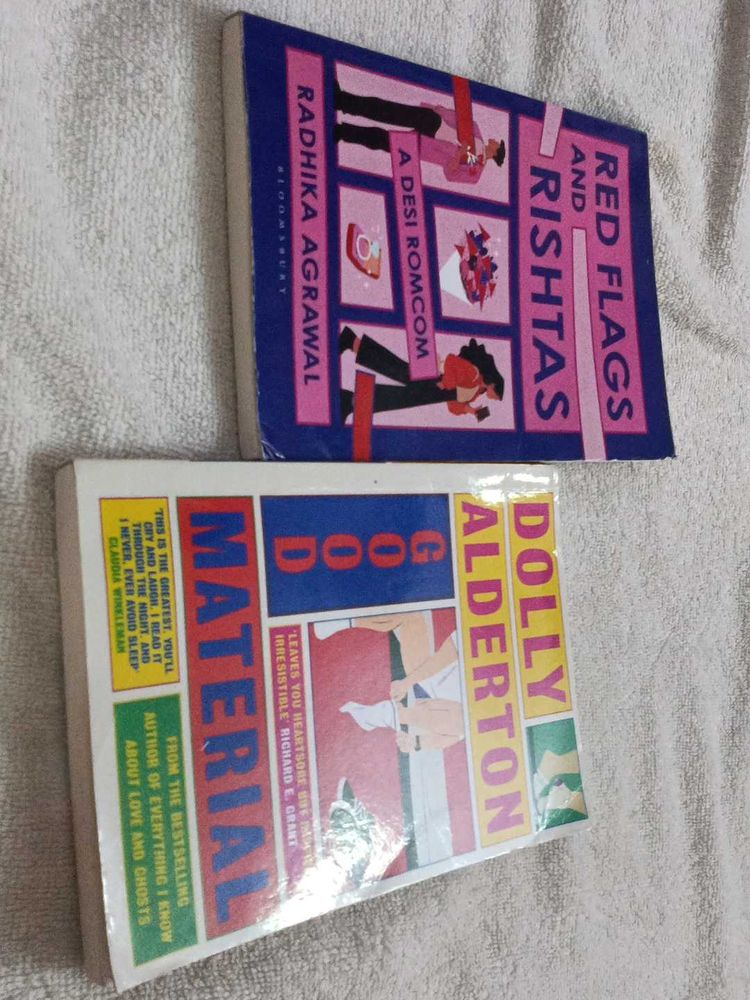 RED FLAGS
AND
RISHTAS
A DESI ROMCOM
RADHIKA AGRAWAL
BLOOMSBURY
DOLLY
ALDERTON
GOOD
'LEAVES YOU HEARTSORE
IRRESISTIBLE' RICHARD E. GRANT
MATERIAL
'THIS IS THE GREATEST. YOU'LL
CRY AND LAUGH. I READ IT
THROUGH THE NIGHT, AND
I NEVER, EVER AVOID SLEEP'
CLAUDIA WINKLEMAN
FROM THE BESTSELLING
AUTHOR OF EVERYTHING I KNOW
ABOUT LOVE AND GHOSTS